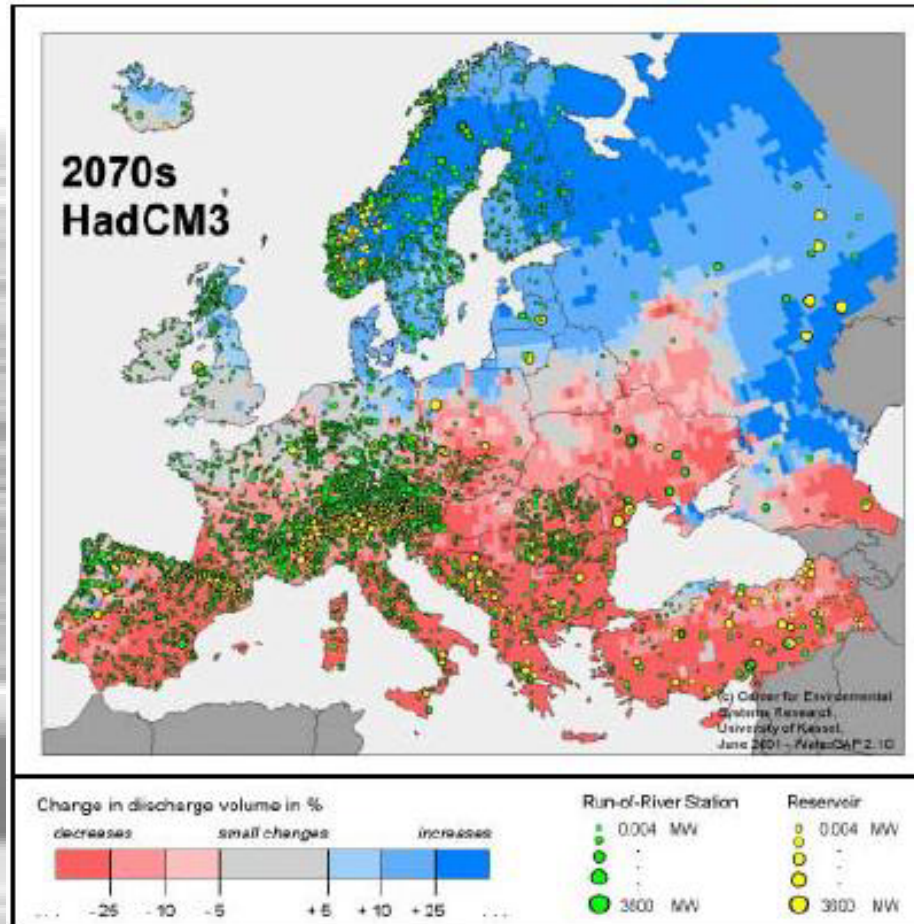 2070s
HadCM3
(c) Center for Environmental
Systems Research,
University of Kassel,
June 2001 - WaterGAP 2.1D
Change in discharge volume in %
decreases small changes increases
. . . -25 -10 -5 +5 +10 +25 . . .
Run-of-River Station
0.004 MW
3600 MW
Reservoir
0.004 MW
3600 MW